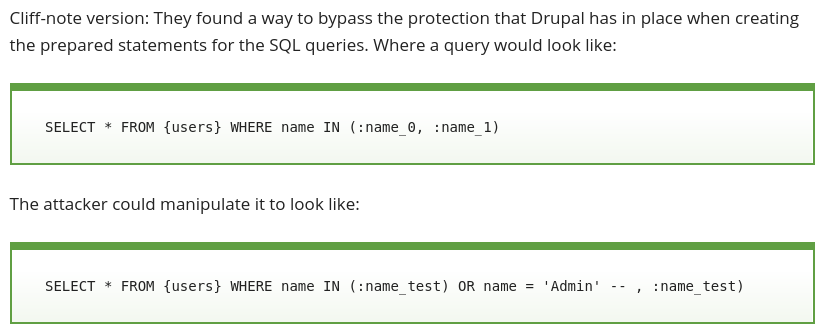 Cliff-note version: They found a way to bypass the protection that Drupal has in place when creating
the prepared statements for the SQL queries. Where a query would look like:
SELECT * FROM {users} WHERE name IN (:name_0, :name_1)
The attacker could manipulate it to look like:
SELECT * FROM {users} WHERE name IN (:name_test) OR name = 'Admin' -- , :name_test)